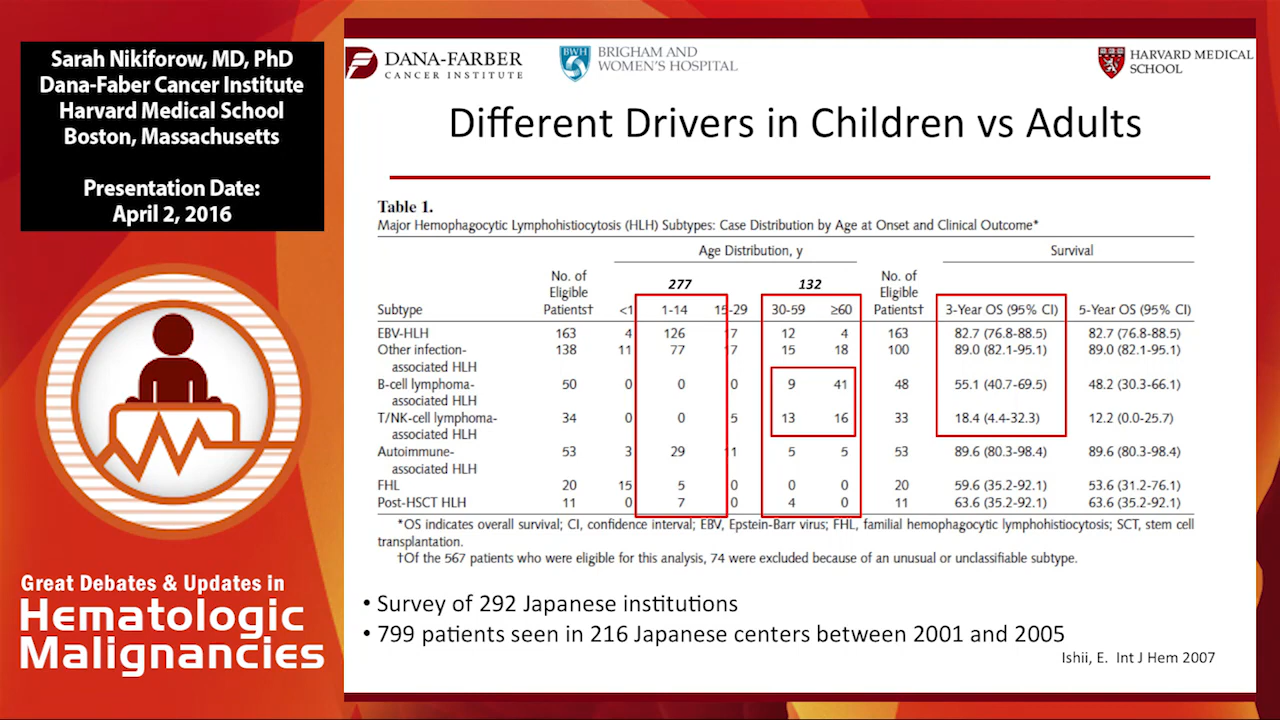 Sarah Nikiforow, MD, PhD
Dana-Faber Cancer Institute
Harvard Medical School
Boston, Massachusetts
Presentation Date:
April 2, 2016
Great Debates & Updates in
Hematologic
Malignancies
DANA-FARBER
CANCER INSTITUTE
BWH
BRIGHAM AND
WOMEN'S HOSPITAL
HARVARD MEDICAL
SCHOOL
Different Drivers in Children vs Adults
Table 1.
Major Hemophagocytic Lymphohistiocytosis (HLH) Subtypes: Case Distribution by Age at Onset and Clinical Outcome*
Age Distribution, y Survival
No. of Eligible Patients† 277 132 No. of Eligible Patients†
Subtype <1 1-14 15-29 30-59 ≥60 3-Year OS (95% CI) 5-Year OS (95% CI)
EBV-HLH 163 4 126 17 12 4 163 82.7 (76.8-88.5) 82.7 (76.8-88.5)
Other infection- 138 11 77 17 15 18 100 89.0 (82.1-95.1) 89.0 (82.1-95.1)
associated HLH
B-cell lymphoma- 50 0 0 0 9 41 48 55.1 (40.7-69.5) 48.2 (30.3-66.1)
associated HLH
T/NK-cell lymphoma- 34 0 0 5 13 16 33 18.4 (4.4-32.3) 12.2 (0.0-25.7)
associated HLH
Autoimmune- 53 3 29 11 5 5 53 89.6 (80.3-98.4) 89.6 (80.3-98.4)
associated HLH
FHL 20 15 5 0 0 0 20 59.6 (35.2-92.1) 53.6 (31.2-76.1)
Post-HSCT HLH 11 0 7 0 4 0 11 63.6 (35.2-92.1) 63.6 (35.2-92.1)
*OS indicates overall survival; CI, confidence interval; EBV, Epstein-Barr virus; FHL, familial hemophagocytic lymphohistiocytosis; SCT, stem cell
transplantation.
†Of the 567 patients who were eligible for this analysis, 74 were excluded because of an unusual or unclassifiable subtype.
• Survey of 292 Japanese institutions
• 799 patients seen in 216 Japanese centers between 2001 and 2005
Ishii, E. Int J Hem 2007